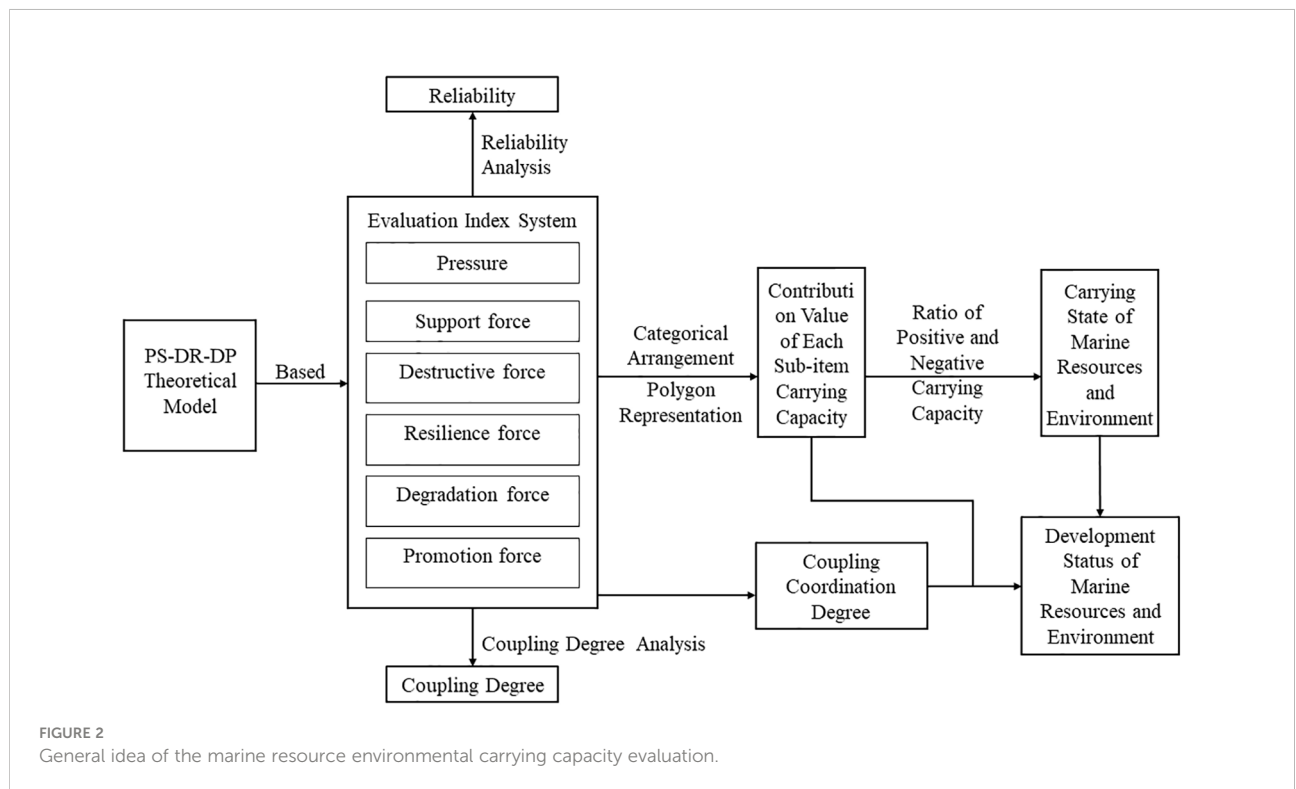 Reliability
Reliability
Analysis
Evaluation Index System
Pressure
Support force
Destructive force
Resilience force
Degradation force
Promotion force
PS-DR-DP
Theoretical
Model
Based
Categorical
Arrangement
Polygon
Representation
Contributi
on Value
of Each
Sub-item
Carrying
Capacity
Ratio of
Positive and
Negative
Carrying
Capacity
Carrying
State of
Marine
Resources
and
Environment
Coupling
Coordination
Degree
Development
Status of
Marine
Resources and
Environment
Coupling Degree Analysis
Coupling Degree
FIGURE 2
General idea of the marine resource environmental carrying capacity evaluation.